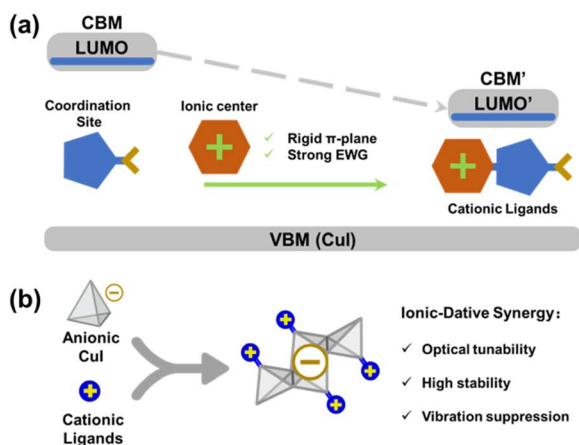 (a)
CBM
LUMO
CBM'
LUMO'
Coordination
Site
Ionic center
+
✓ Rigid π-plane
✓ Strong EWG
+
Cationic Ligands
VBM (CuI)
(b)
−
Anionic
CuI
+
Cationic
Ligands
+
+
−
+
+
Ionic-Dative Synergy:
✓ Optical tunability
✓ High stability
✓ Vibration suppression